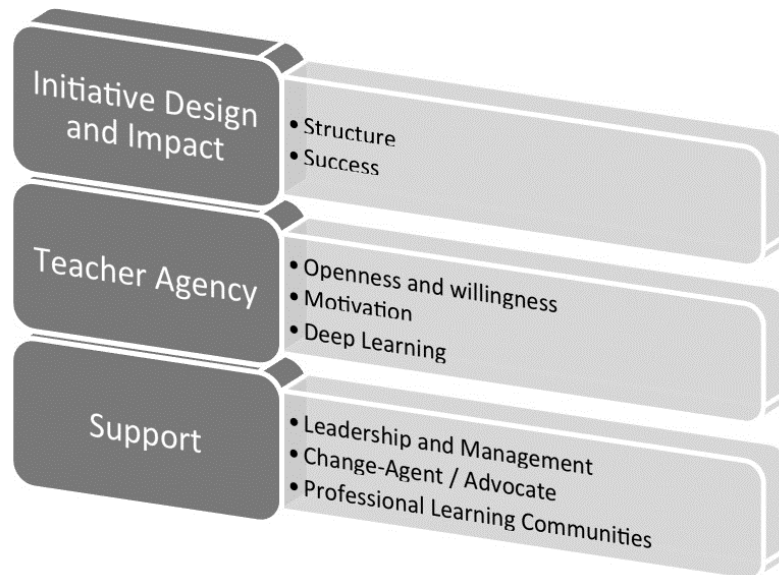 Initiative Design
and Impact
• Structure
• Success
Teacher Agency
• Openness and willingness
• Motivation
• Deep Learning
Support
• Leadership and Management
• Change-Agent / Advocate
• Professional Learning Communities